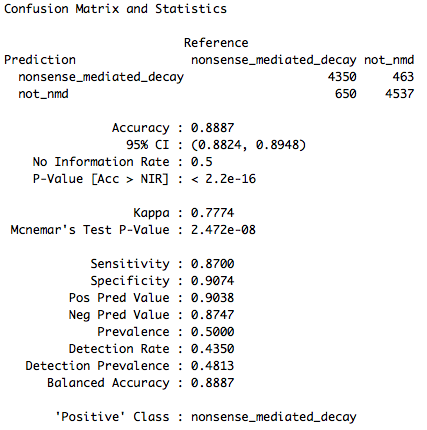 Confusion Matrix and Statistics
Reference
Prediction nonsense_mediated_decay not_nmd
nonsense_mediated_decay 4350 463
not_nmd 650 4537
Accuracy : 0.8887
95% CI : (0.8824, 0.8948)
No Information Rate : 0.5
P-Value [Acc > NIR] : < 2.2e-16
Kappa : 0.7774
Mcnemar's Test P-Value : 2.472e-08
Sensitivity : 0.8700
Specificity : 0.9074
Pos Pred Value : 0.9038
Neg Pred Value : 0.8747
Prevalence : 0.5000
Detection Rate : 0.4350
Detection Prevalence : 0.4813
Balanced Accuracy : 0.8887
'Positive' Class : nonsense_mediated_decay